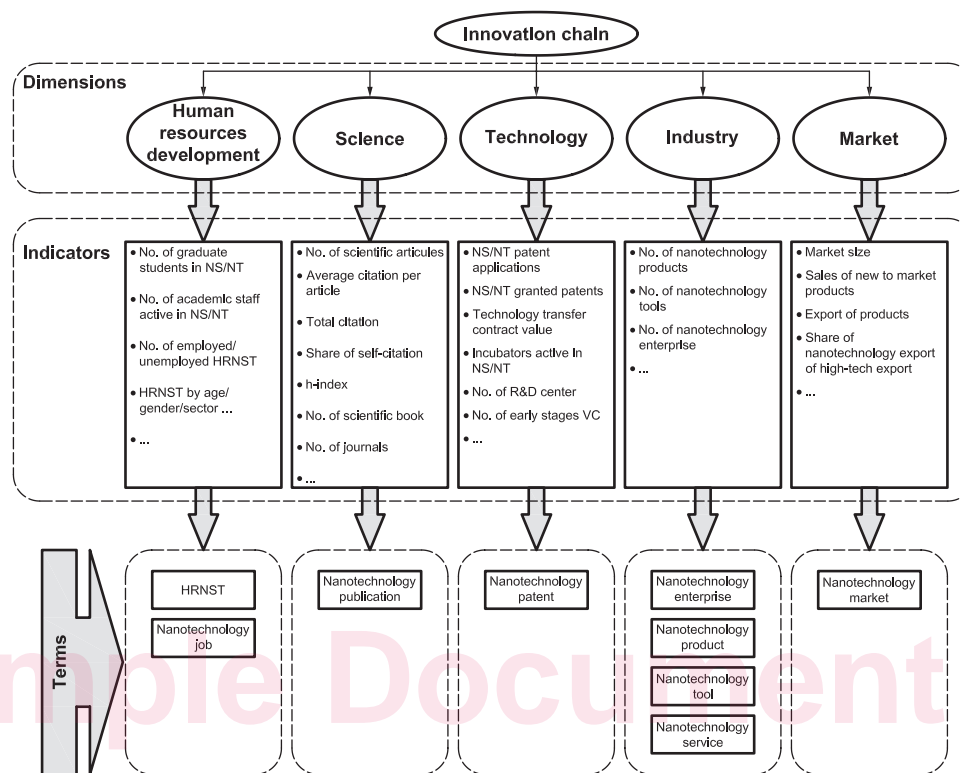 Innovation chain
Dimensions
Human
resources
development
Science
Technology
Industry
Market
Indicators
• No. of graduate
students in NS/NT
• No. of academic staff
active in NS/NT
• No. of employed/
unemployed HRNST
• HRNST by age/
gender/sector ...
• ...
• No. of scientific articules
• Average citation per
article
• Total citation
• Share of self-citation
• h-index
• No. of scientific book
• No. of journals
• ...
• NS/NT patent
applications
• NS/NT granted patents
• Technology transfer
contract value
• Incubators active in
NS/NT
• No. of R&D center
• No. of early stages VC
• ...
• No. of nanotechnology
products
• No. of nanotechnology
tools
• No. of nanotechnology
enterprise
• ...
• Market size
• Sales of new to market
products
• Export of products
• Share of
nanotechnology export
of high-tech export
• ...
Terms
HRNST
Nanotechnology
job
Nanotechnology
publication
Nanotechnology
patent
Nanotechnology
enterprise
Nanotechnology
product
Nanotechnology
tool
Nanotechnology
service
Nanotechnology
market
mple Document